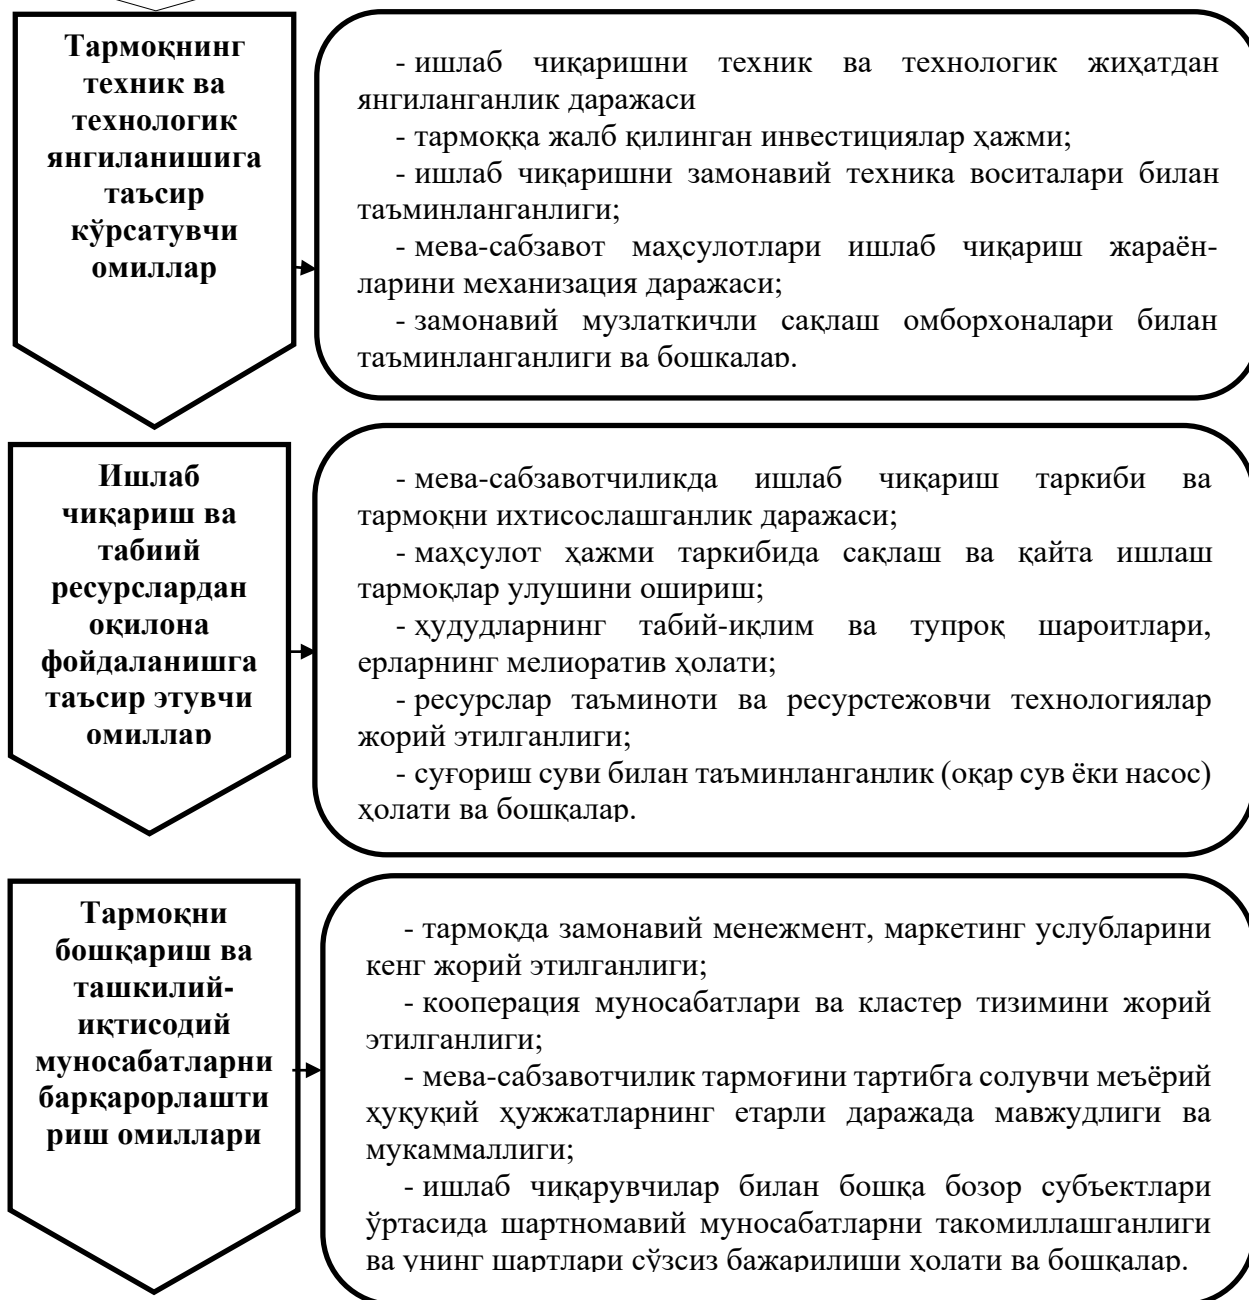 Тармоқнинг
техник ва
технологик
янгиланишига
таъсир
кўрсатувчи
омиллар
- ишлаб чиқаришни техник ва технологик жиҳатдан
янгиланганлик даражаси
- тармоққа жалб қилинган инвестициялар ҳажми;
- ишлаб чиқаришни замонавий техника воситалари билан
таъминланганлиги;
- мева-сабзавот маҳсулотлари ишлаб чиқариш жараён-
ларини механизация даражаси;
- замонавий музлаткичли сақлаш омборхоналари билан
таъминланганлиги ва бошқалар.
Ишлаб
чиқариш ва
табиий
ресурслардан
оқилона
фойдаланишга
таъсир этувчи
омиллар
- мева-сабзавотчиликда ишлаб чиқариш таркиби ва
тармоқни ихтисослашганлик даражаси;
- маҳсулот ҳажми таркибида сақлаш ва қайта ишлаш
тармоқлар улушини ошириш;
- ҳудудларнинг табий-иқлим ва тупроқ шароитлари,
ерларнинг мелиоратив ҳолати;
- ресурслар таъминоти ва ресурстежовчи технологиялар
жорий этилганлиги;
- суғориш суви билан таъминланганлик (оқар сув ёки насос)
ҳолати ва бошқалар.
Тармоқни
бошқариш ва
ташкилий-
иқтисодий
муносабатларни
барқарорлашти
риш омиллари
- тармоқда замонавий менежмент, маркетинг услубларини
кенг жорий этилганлиги;
- кооперация муносабатлари ва кластер тизимини жорий
этилганлиги;
- мева-сабзавотчилик тармоғини тартибга солувчи меъёрий
ҳуқуқий ҳужжатларнинг етарли даражада мавжудлиги ва
мукаммаллиги;
- ишлаб чиқарувчилар билан бошқа бозор субъектлари
ўртасида шартномавий муносабатларни такомиллашганлиги
ва унинг шартлари сўзсиз бажарилиши ҳолати ва бошқалар.